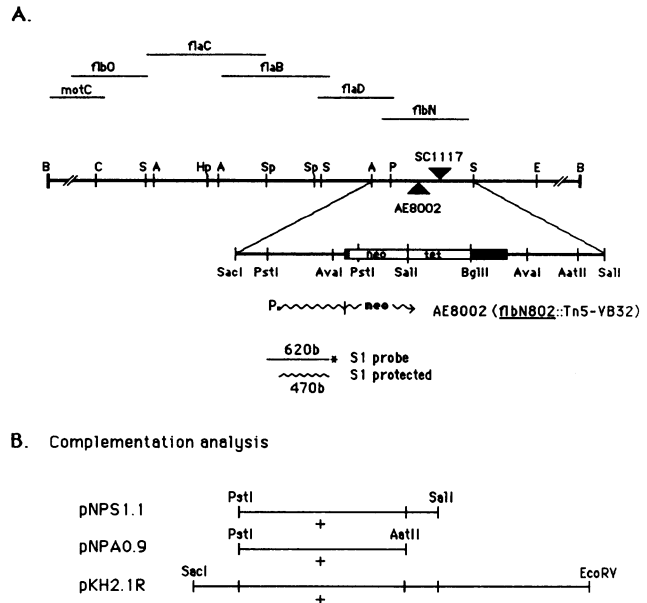 A.
flaC
flbO flaB
motC flaD
flbN
SC1117
B C S A Hp A Sp Sp S A P S E B
AE8002
neo tet
SacI PstI AvaI PstI SalI BglII AvaI AatII SalI
P neo AE8002 (flbN802::Tn5-VB32)
620b * S1 probe
S1 protected
470b
B. Complementation analysis
PstI SalI
pNPS1.1
+
PstI AatII
pNPA0.9
+
SacI EcoRV
pKH2.1R
+